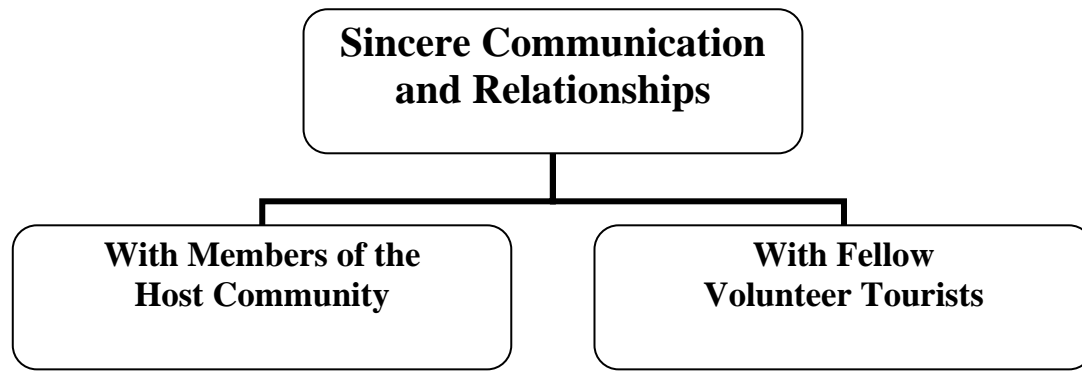 Sincere Communication
and Relationships
With Members of the
Host Community
With Fellow
Volunteer Tourists